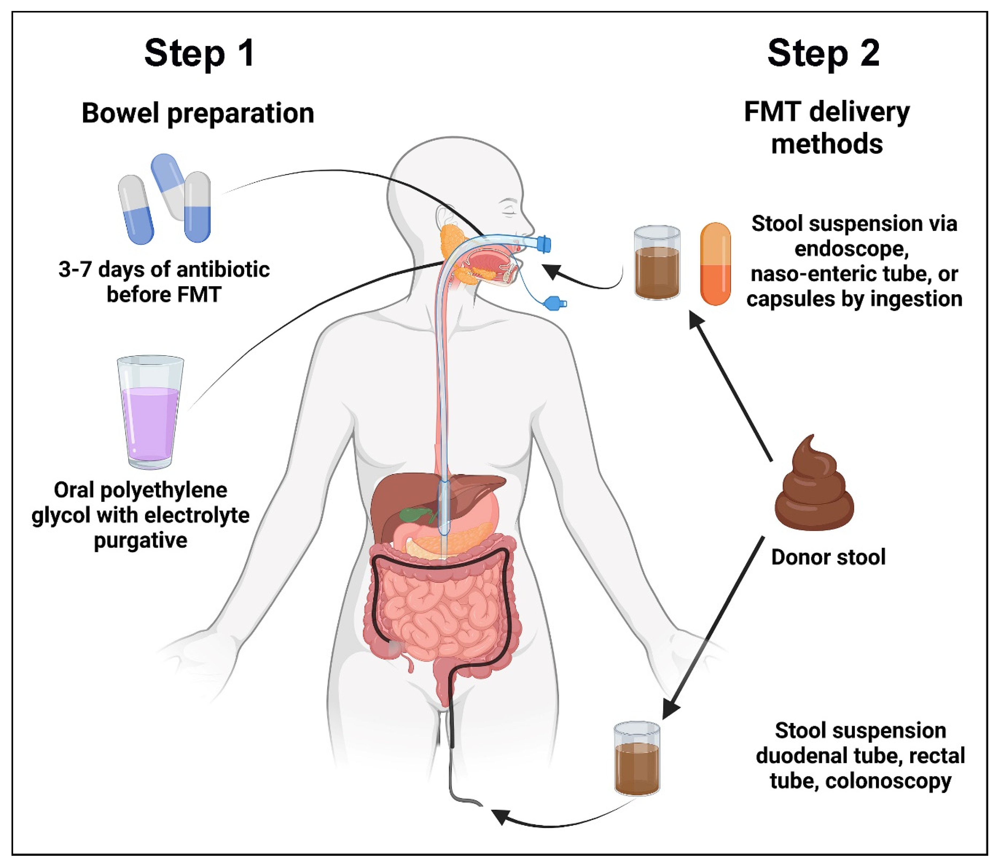 Step 1
Bowel preparation
3-7 days of antibiotic
before FMT
Oral polyethylene
glycol with electrolyte
purgative
Step 2
FMT delivery
methods
Stool suspension via
endoscope,
naso-enteric tube, or
capsules by ingestion
Donor stool
Stool suspension
duodenal tube, rectal
tube, colonoscopy